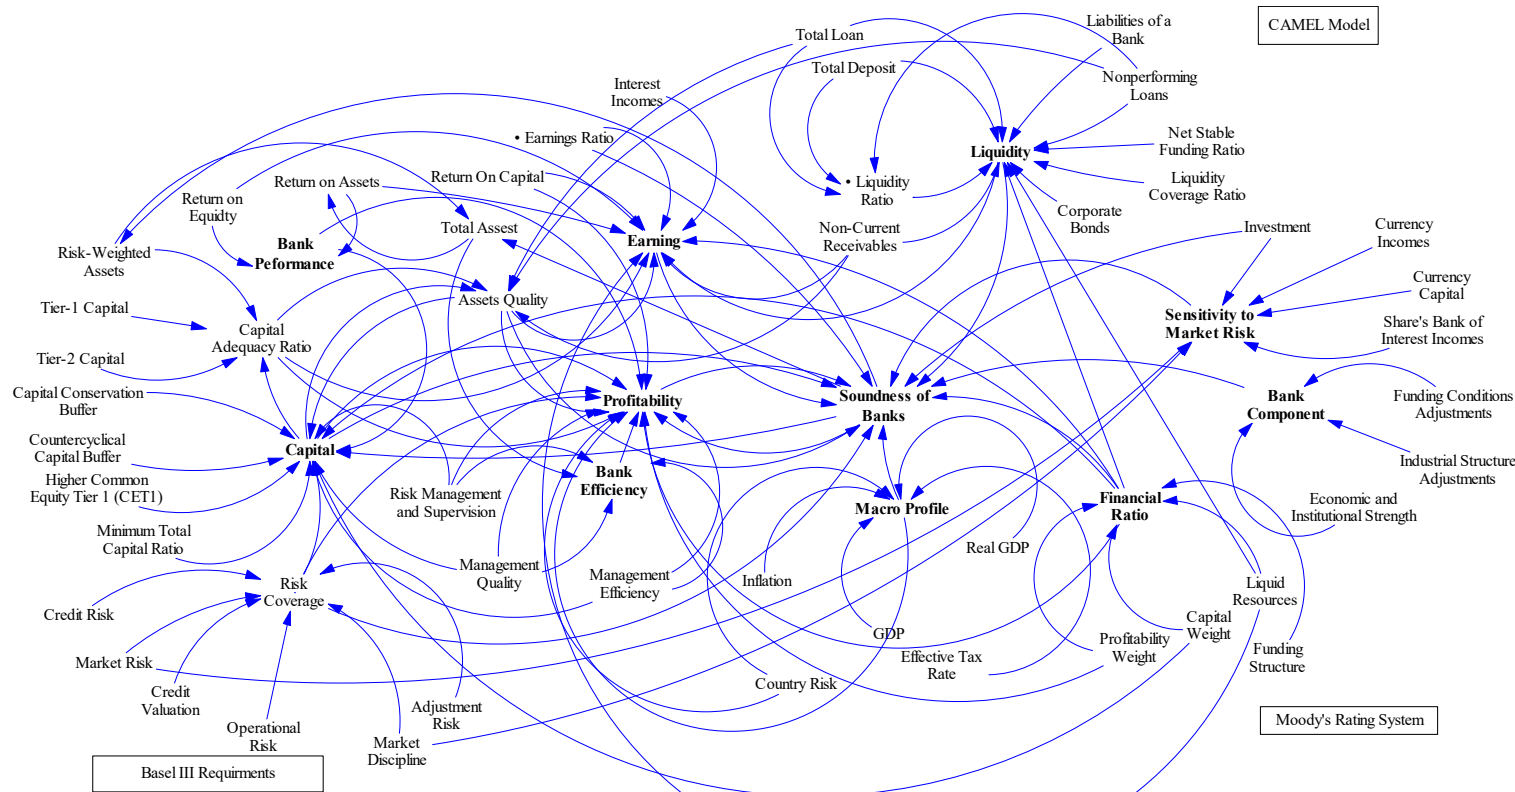 CAMEL Model
Liabilities of a
Bank
Total Loan
Total Deposit
Nonperforming
Loans
Interest
Incomes
• Earnings Ratio
Net Stable
Funding Ratio
Liquidity
Return On Capital
Return on Assets
• Liquidity
Ratio
Liquidity
Coverage Ratio
Return on
Equidty
Corporate
Bonds
Total Assest
Non-Current
Receivables
Investment
Currency
Incomes
Earning
Bank
Peformance
Risk-Weighted
Assets
Currency
Capital
Assets Quality
Tier-1 Capital
Sensitivity to
Market Risk
Share's Bank of
Interest Incomes
Capital
Adequacy Ratio
Tier-2 Capital
Capital Conservation
Buffer
Profitability
Soundness of
Banks
Bank
Component
Funding Conditions
Adjustments
Countercyclical
Capital Buffer
Capital
Higher Common
Equity Tier 1 (CET1)
Bank
Efficiency
Industrial Structure
Adjustments
Risk Management
and Supervision
Macro Profile
Financial
Ratio
Economic and
Institutional Strength
Minimum Total
Capital Ratio
Real GDP
Management
Quality
Management
Efficiency
Inflation
Risk
Coverage
Liquid
Resources
Credit Risk
GDP
Capital
Weight
Profitability
Weight
Funding
Structure
Effective Tax
Rate
Market Risk
Credit
Valuation
Country Risk
Adjustment
Risk
Operational
Risk
Market
Discipline
Moody's Rating System
Basel III Requirments